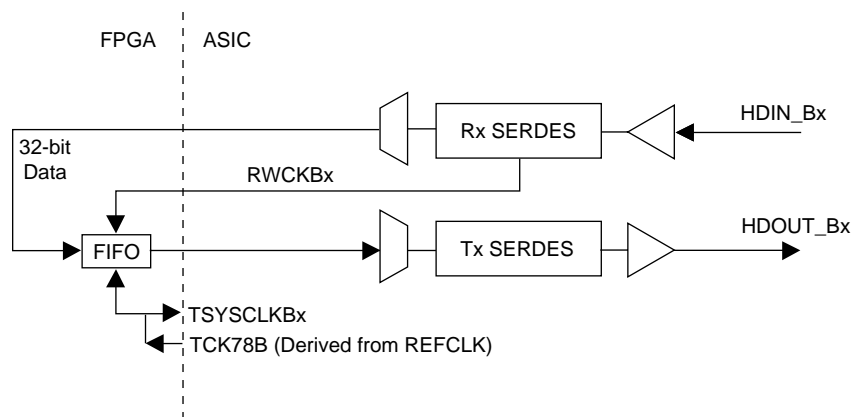 FPGA
ASIC
Rx SERDES
HDIN_Bx
32-bit
Data
RWCKBx
FIFO
Tx SERDES
HDOUT_Bx
TSYSCLKBx
TCK78B (Derived from REFCLK)